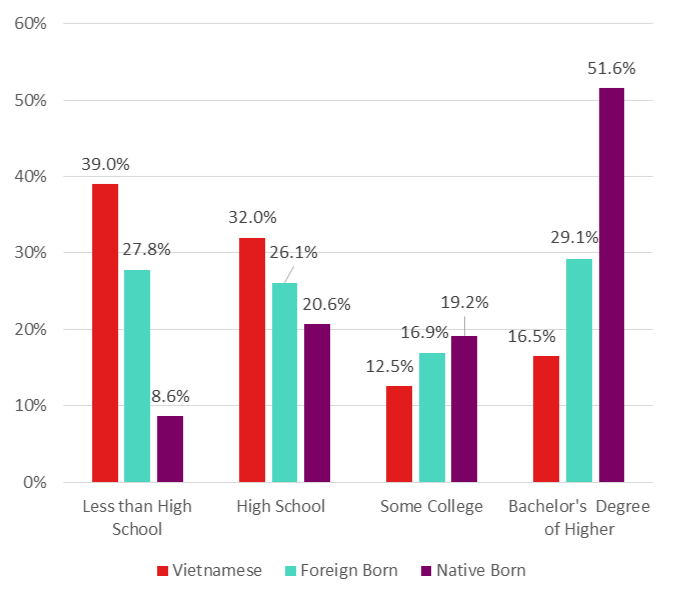 60%
50%
40%
30%
20%
10%
0%
39.0%
27.8%
8.6%
32.0%
26.1%
20.6%
12.5%
16.9%
19.2%
16.5%
29.1%
51.6%
Less than High
School
High School
Some College
Bachelor's  Degree
of Higher
Vietnamese
Foreign Born
Native Born